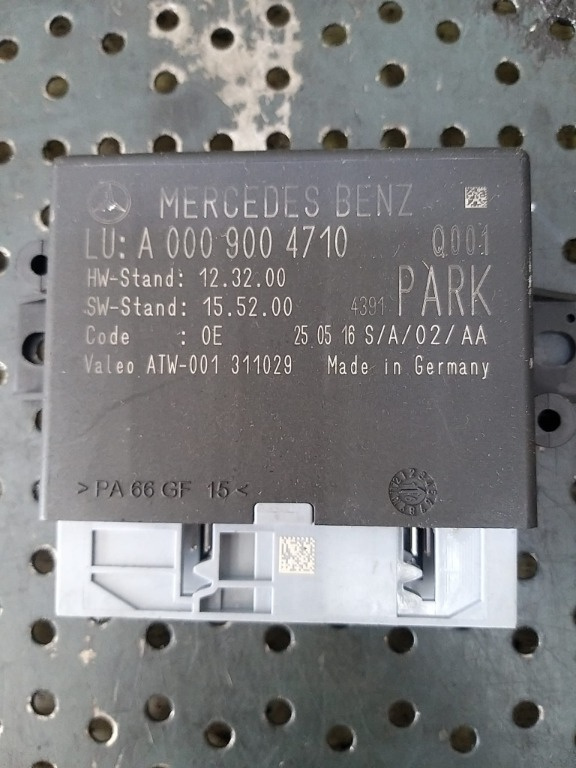 MERCEDES BENZ
LU: A 000 900 4710 Q001
HW-Stand: 12.32.00
SW-Stand: 15.52.00 4391 PARK
Code : 0E 25.05.16 S/A/02/AA
Valeo ATW-001 311029 Made in Germany
>PA 66 GF 15<